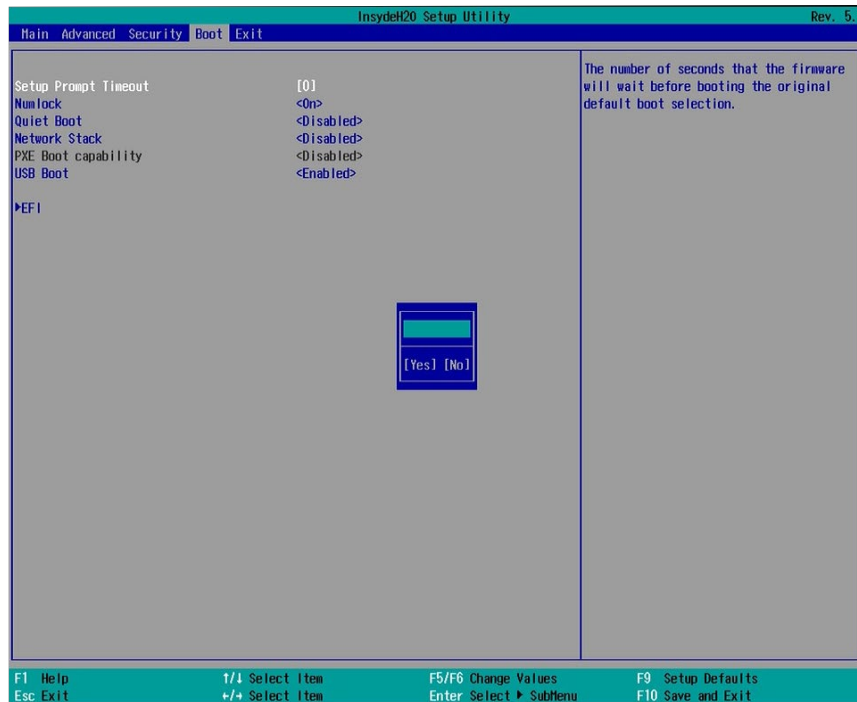 InsydeH20 Setup Utility Rev. 5.
Main Advanced Security Boot Exit
Setup Prompt Timeout [0]
Numlock <On>
Quiet Boot <Disabled>
Network Stack <Disabled>
PXE Boot capability <Disabled>
USB Boot <Enabled>
▶EFI
The number of seconds that the firmware
will wait before booting the original
default boot selection.
[Yes] [No]
F1 Help ↑/↓ Select Item F5/F6 Change Values F9 Setup Defaults
Esc Exit ←/→ Select Item Enter Select ▶ SubMenu F10 Save and Exit